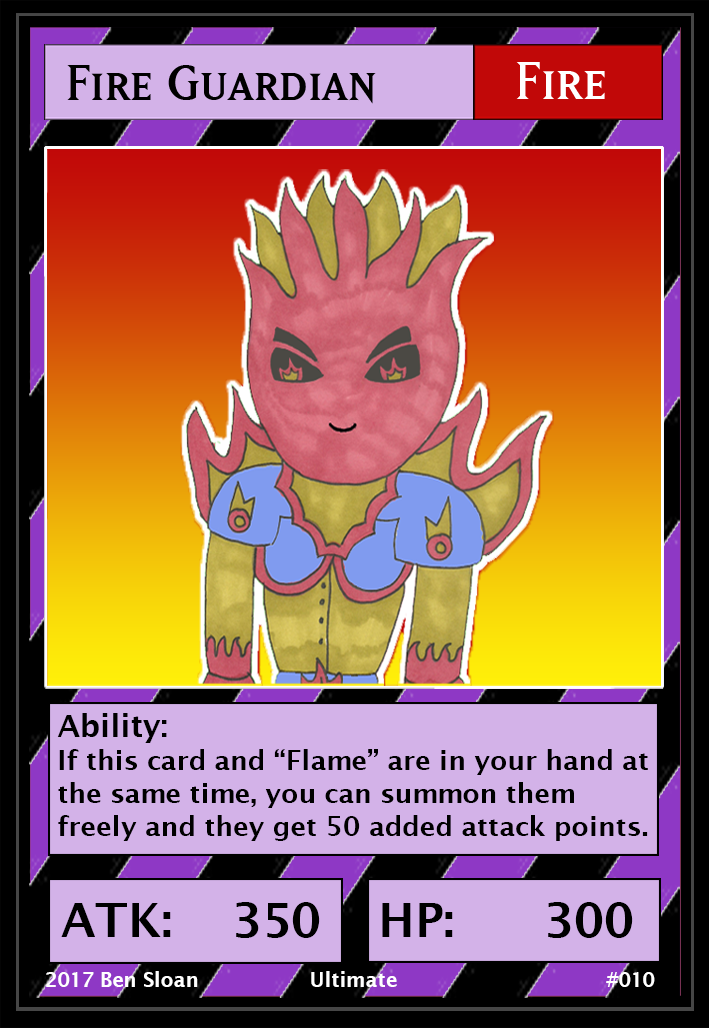 Fire Guardian
Fire
Ability:
If this card and “Flame” are in your hand at
the same time, you can summon them
freely and they get 50 added attack points.
ATK: 350
HP: 300
2017 Ben Sloan
Ultimate
#010